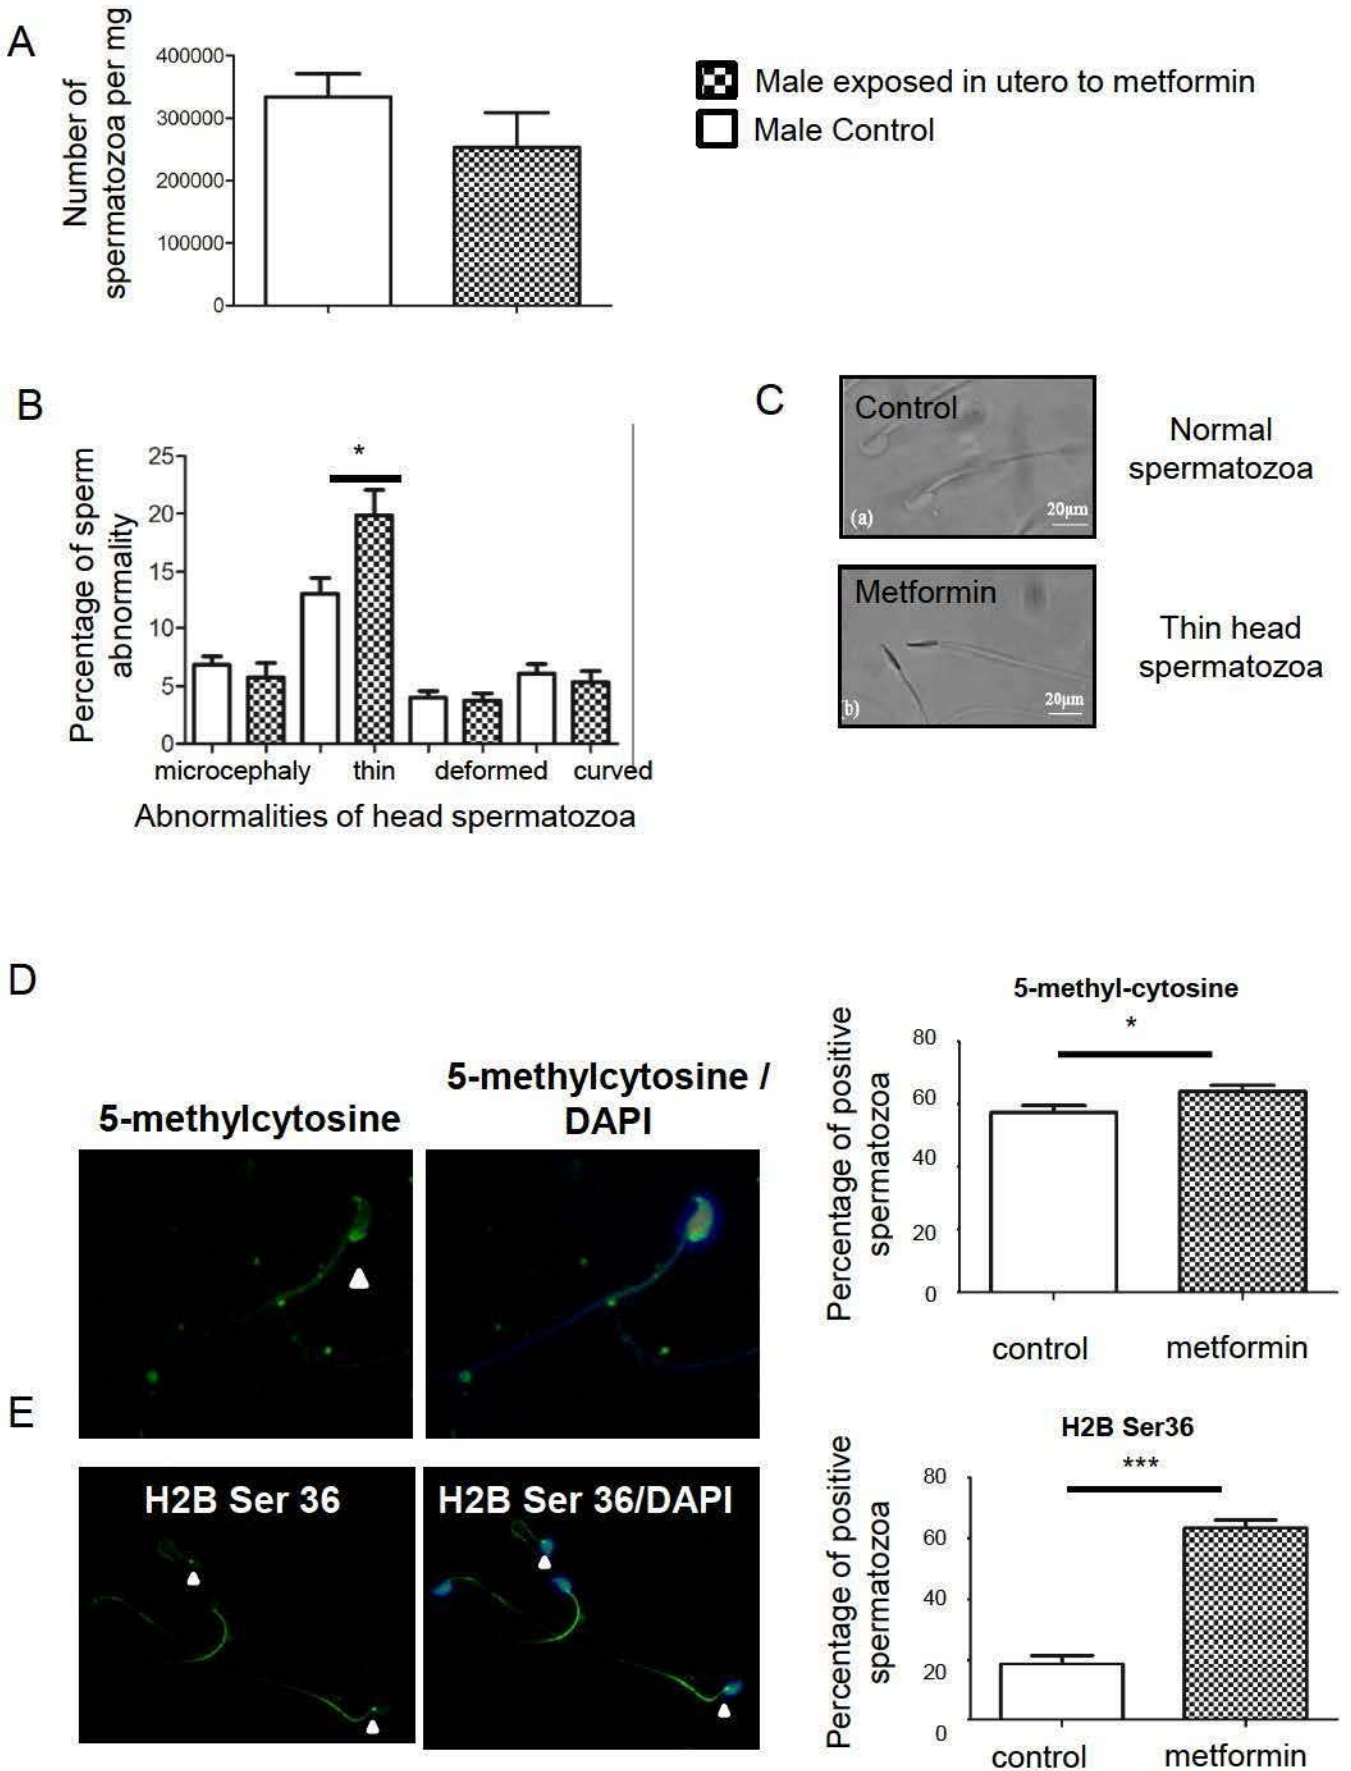 A
Number of
spermatozoa per mg
400000
300000
200000
100000
0
Male exposed in utero to metformin
Male Control
B
Percentage of sperm
abnormality
25
20
15
10
5
0
*
microcephaly thin deformed curved
Abnormalities of head spermatozoa
C
Control
(a)
20µm
Normal
spermatozoa
Metformin
(b)
20µm
Thin head
spermatozoa
D
5-methylcytosine
5-methylcytosine /
DAPI
5-methyl-cytosine
*
Percentage of positive
spermatozoa
80
60
40
20
0
control metformin
E
H2B Ser 36
H2B Ser 36/DAPI
H2B Ser36
***
Percentage of positive
spermatozoa
80
60
40
20
0
control metformin